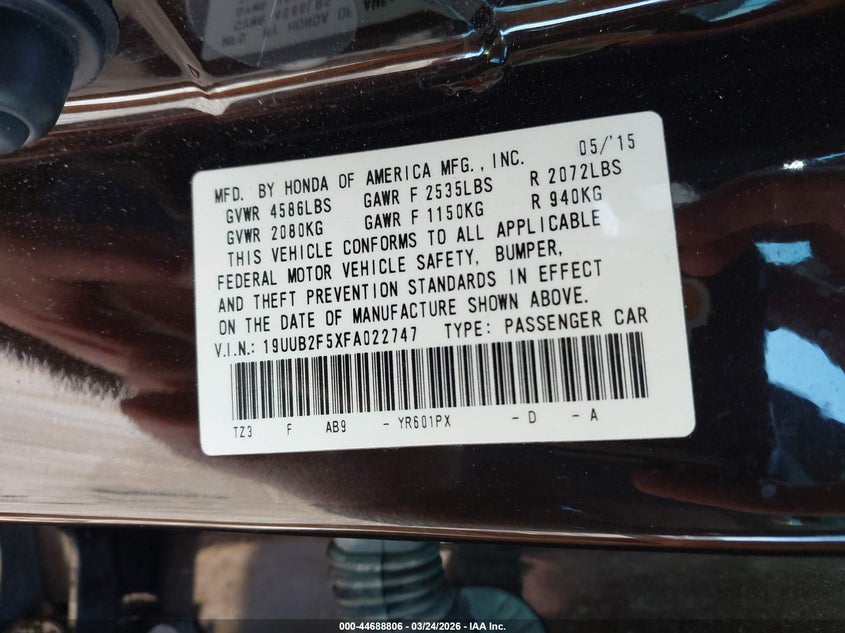 05/'15
MFD. BY HONDA OF AMERICA MFG., INC.
GVWR 4586LBS GAWR F 2535LBS R 2072LBS
GVWR 2080KG GAWR F 1150KG R 940KG
THIS VEHICLE CONFORMS TO ALL APPLICABLE
FEDERAL MOTOR VEHICLE SAFETY, BUMPER,
AND THEFT PREVENTION STANDARDS IN EFFECT
ON THE DATE OF MANUFACTURE SHOWN ABOVE.
V.I.N.: 19UUB2F5XFA022747 TYPE: PASSENGER CAR
TZ3 F AB9 - YR601PX - D - A
000-44688806 - 03/24/2026 - IAA Inc.